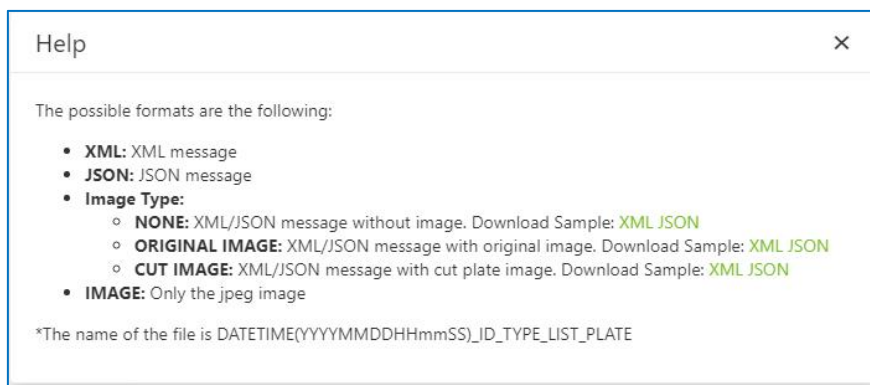 Help
The possible formats are the following:
XML: XML message
JSON: JSON message
Image Type:
NONE: XML/JSON message without image. Download Sample: XML JSON
ORIGINAL IMAGE: XML/JSON message with original image. Download Sample: XML JSON
CUT IMAGE: XML/JSON message with cut plate image. Download Sample: XML JSON
IMAGE: Only the jpeg image
*The name of the file is DATETIME(YYYYMMDDHHmmSS)_ID_TYPE_LIST_PLATE